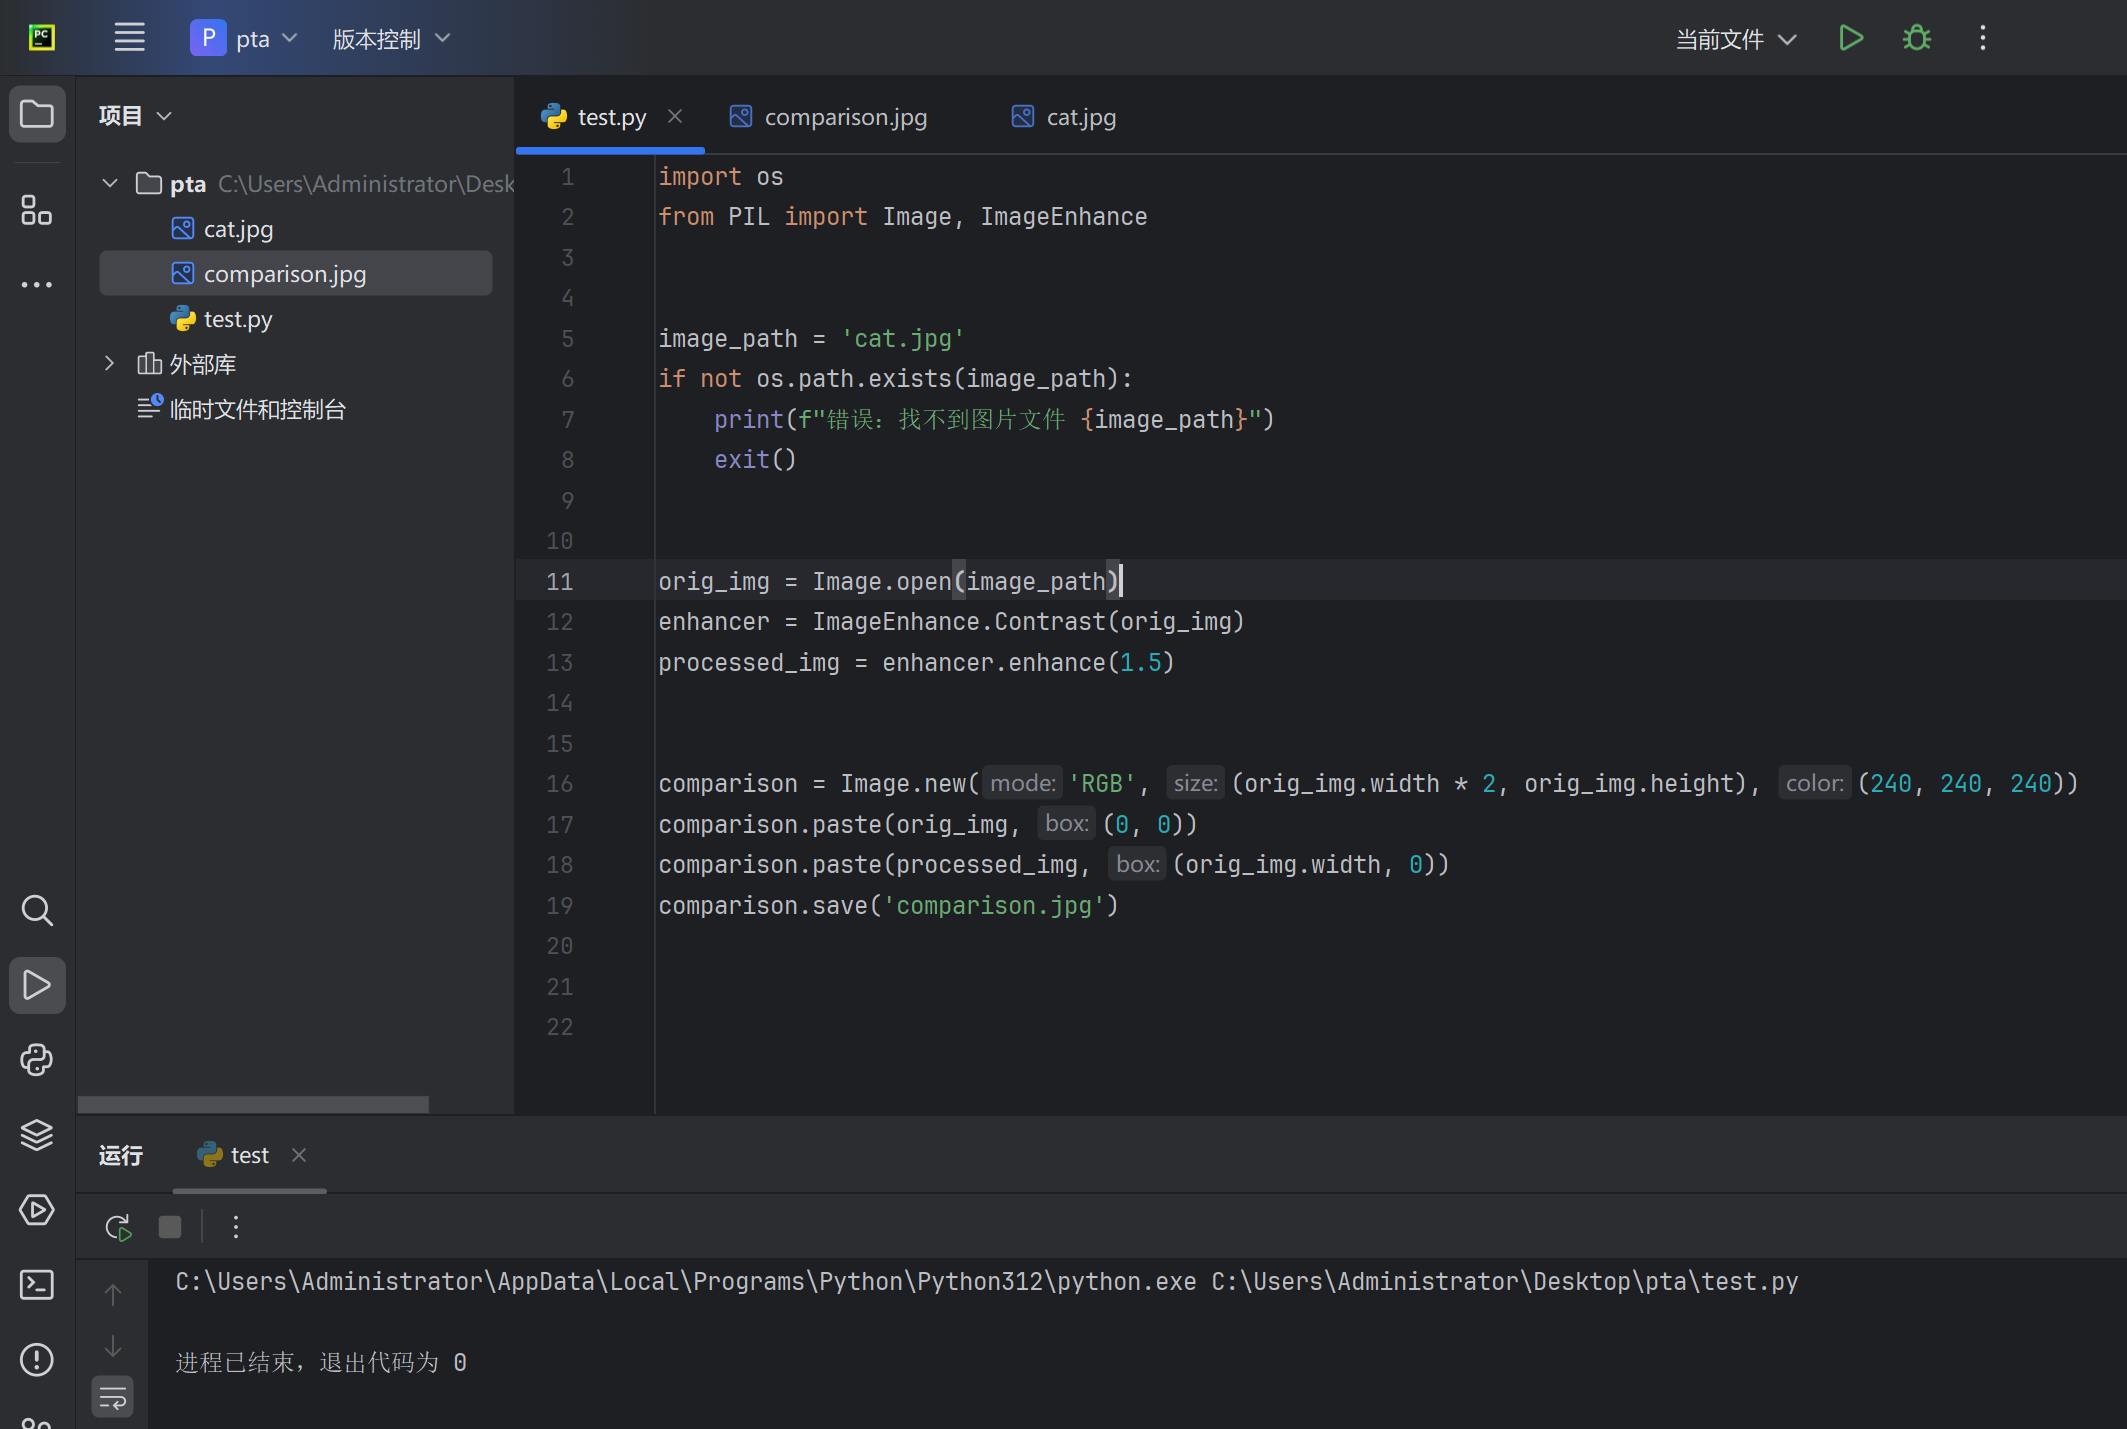 PC
P pta 版本控制 当前文件
项目
test.py comparison.jpg cat.jpg
pta C:\Users\Administrator\Desk
cat.jpg
comparison.jpg
test.py
外部库
临时文件和控制台
1 import os
2 from PIL import Image, ImageEnhance
3
4
5 image_path = 'cat.jpg'
6 if not os.path.exists(image_path):
7 print(f"错误：找不到图片文件 {image_path}")
8 exit()
9
10
11 orig_img = Image.open(image_path)
12 enhancer = ImageEnhance.Contrast(orig_img)
13 processed_img = enhancer.enhance(1.5)
14
15
16 comparison = Image.new( mode: 'RGB', size: (orig_img.width * 2, orig_img.height), color: (240, 240, 240))
17 comparison.paste(orig_img, box: (0, 0))
18 comparison.paste(processed_img, box: (orig_img.width, 0))
19 comparison.save('comparison.jpg')
20
21
22
运行 test
C:\Users\Administrator\AppData\Local\Programs\Python\Python312\python.exe C:\Users\Administrator\Desktop\pta\test.py
进程已结束，退出代码为 0